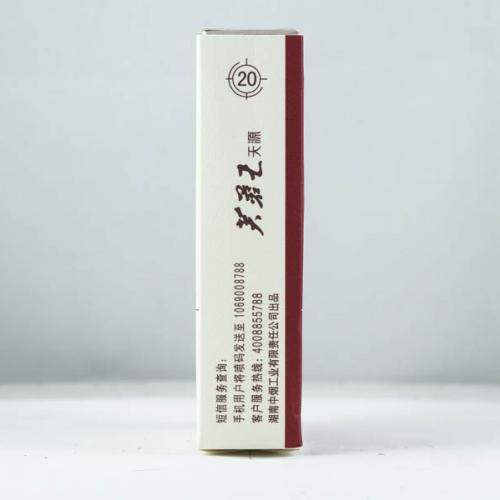 20
芙蓉王 天源
短信服务查询:
手机用户将喷码发送至 1069008788
客户服务热线: 4008855788
湖南中烟工业有限责任公司出品